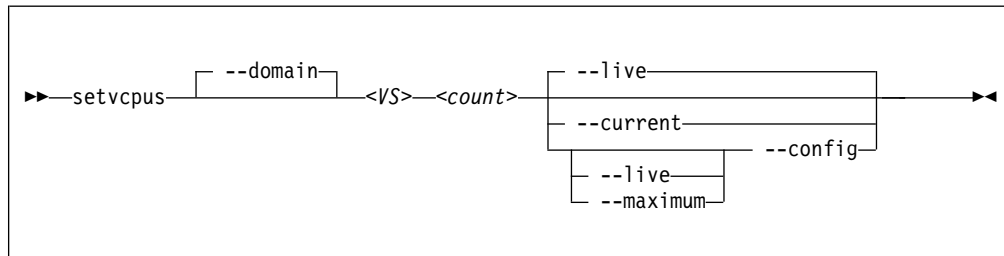 --domain --live
setvcpus <VS> <count>
--current
--config
--live
--maximum